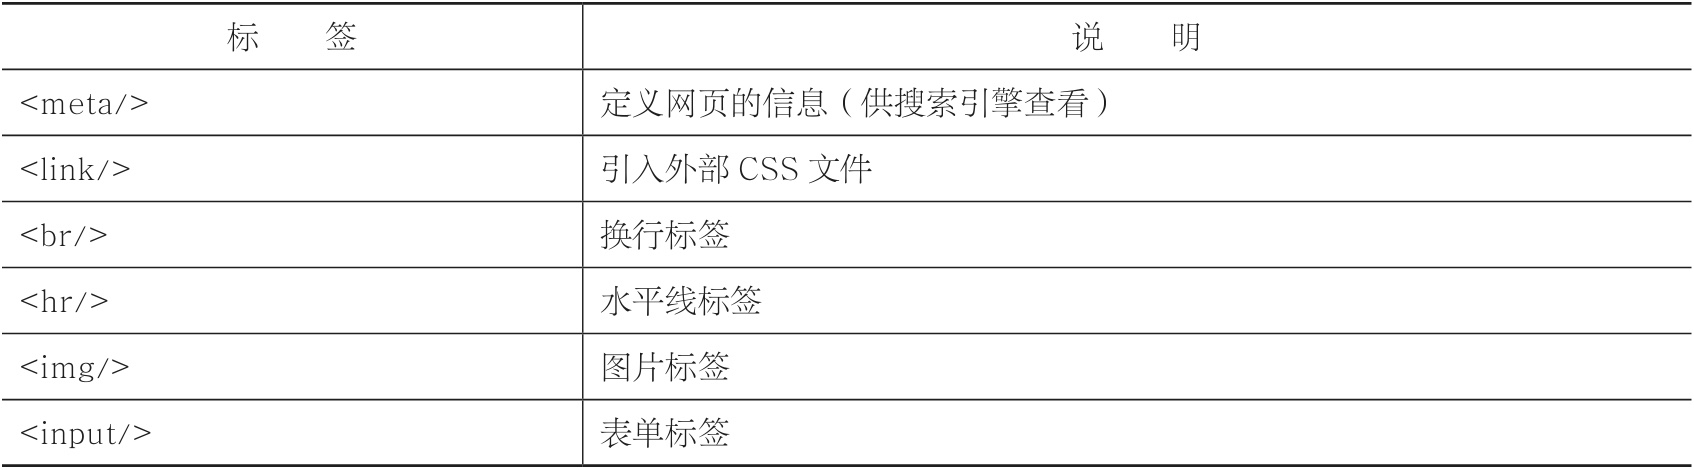 标 签 说 明
<meta/> 定义网页的信息（供搜索引擎查看）
<link/> 引入外部 CSS 文件
<br/> 换行标签
<hr/> 水平线标签
<img/> 图片标签
<input/> 表单标签